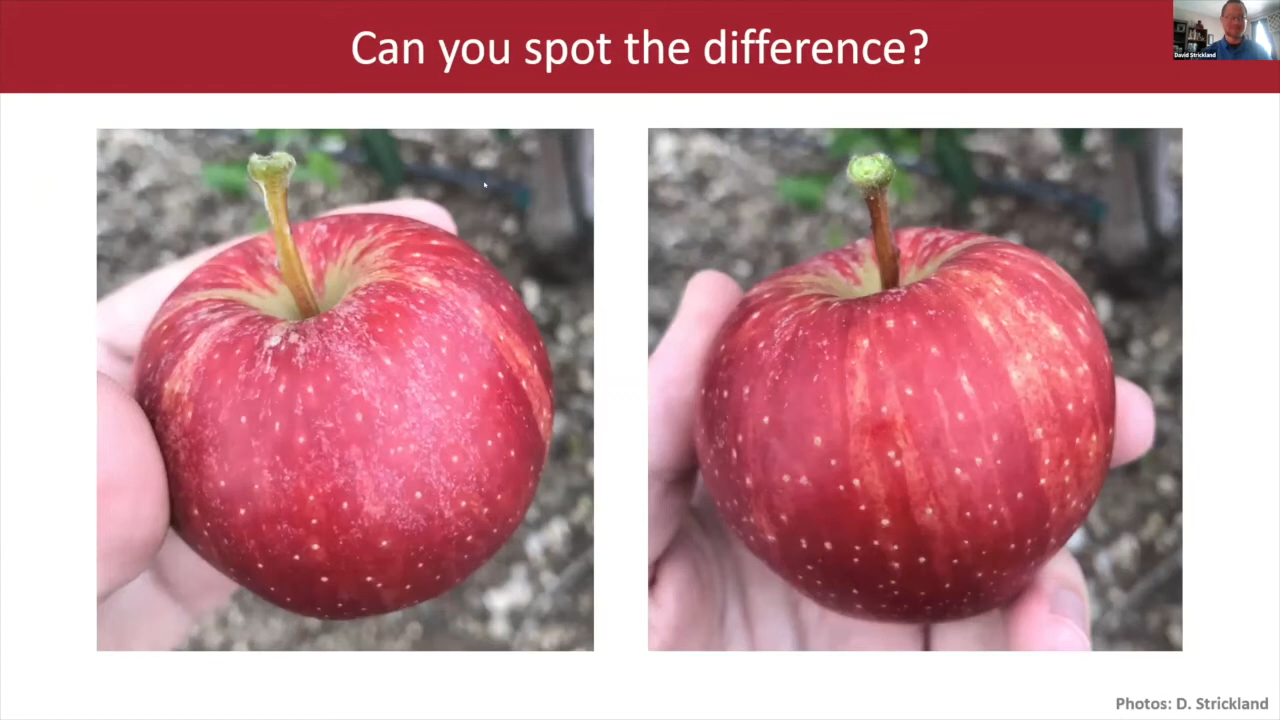 Can you spot the difference?
David Strickland
Photos: D. Strickland